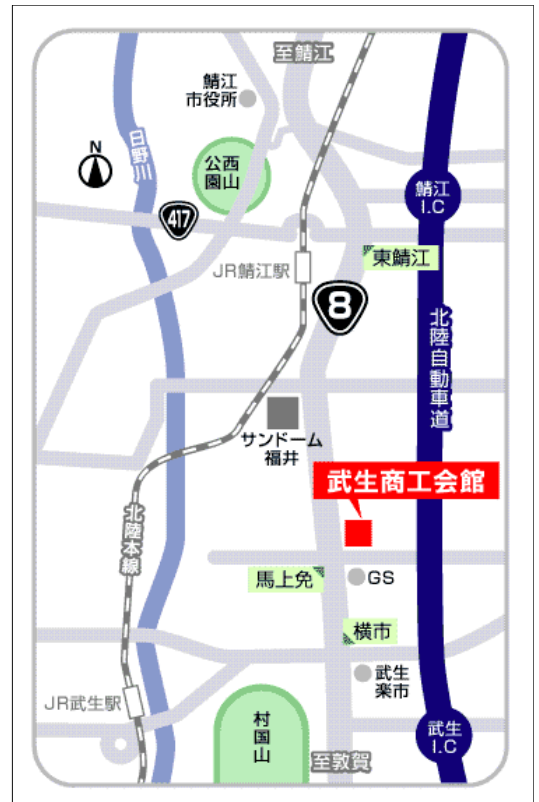 至鯖江
鯖江
市役所
日野川
N
公西
園山
417
鯖江
I.C
東鯖江
JR鯖江駅
8
北陸自動車道
サンドーム
福井
武生商工会館
北陸本線
馬上免
GS
横市
武生
楽市
JR武生駅
村国山
武生
I.C
至敦賀